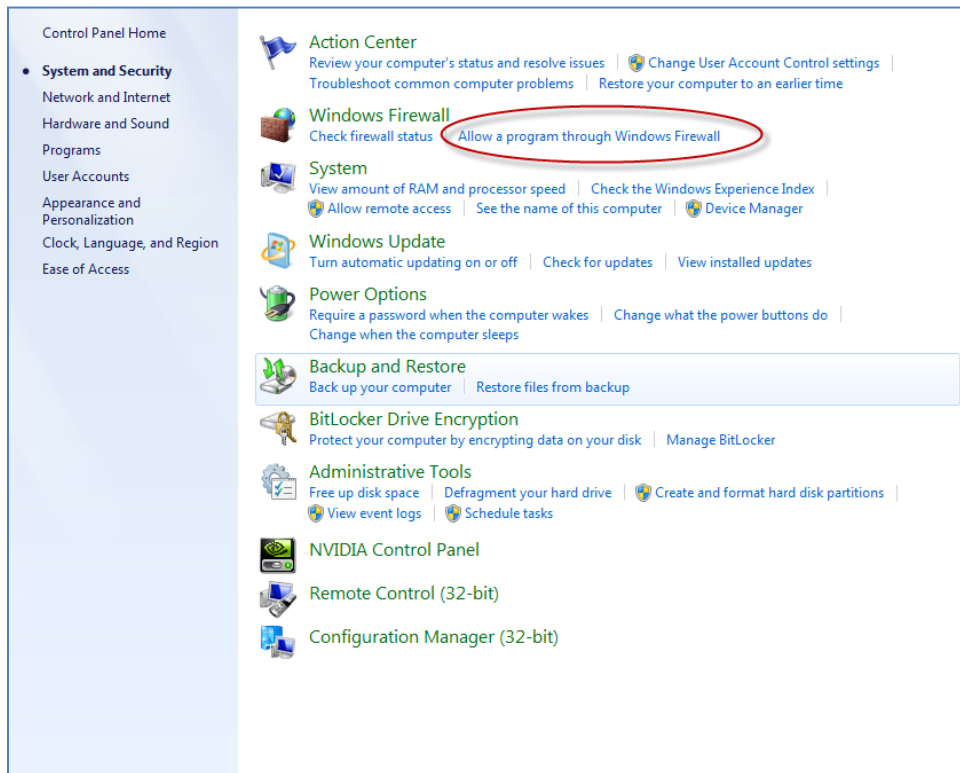 Control Panel Home
System and Security
Network and Internet
Hardware and Sound
Programs
User Accounts
Appearance and
Personalization
Clock, Language, and Region
Ease of Access
Action Center
Review your computer's status and resolve issues Change User Account Control settings
Troubleshoot common computer problems Restore your computer to an earlier time
Windows Firewall
Check firewall status Allow a program through Windows Firewall
System
View amount of RAM and processor speed Check the Windows Experience Index
Allow remote access See the name of this computer Device Manager
Windows Update
Turn automatic updating on or off Check for updates View installed updates
Power Options
Require a password when the computer wakes Change what the power buttons do
Change when the computer sleeps
Backup and Restore
Back up your computer Restore files from backup
BitLocker Drive Encryption
Protect your computer by encrypting data on your disk Manage BitLocker
Administrative Tools
Free up disk space Defragment your hard drive Create and format hard disk partitions
View event logs Schedule tasks
NVIDIA Control Panel
Remote Control (32-bit)
Configuration Manager (32-bit)